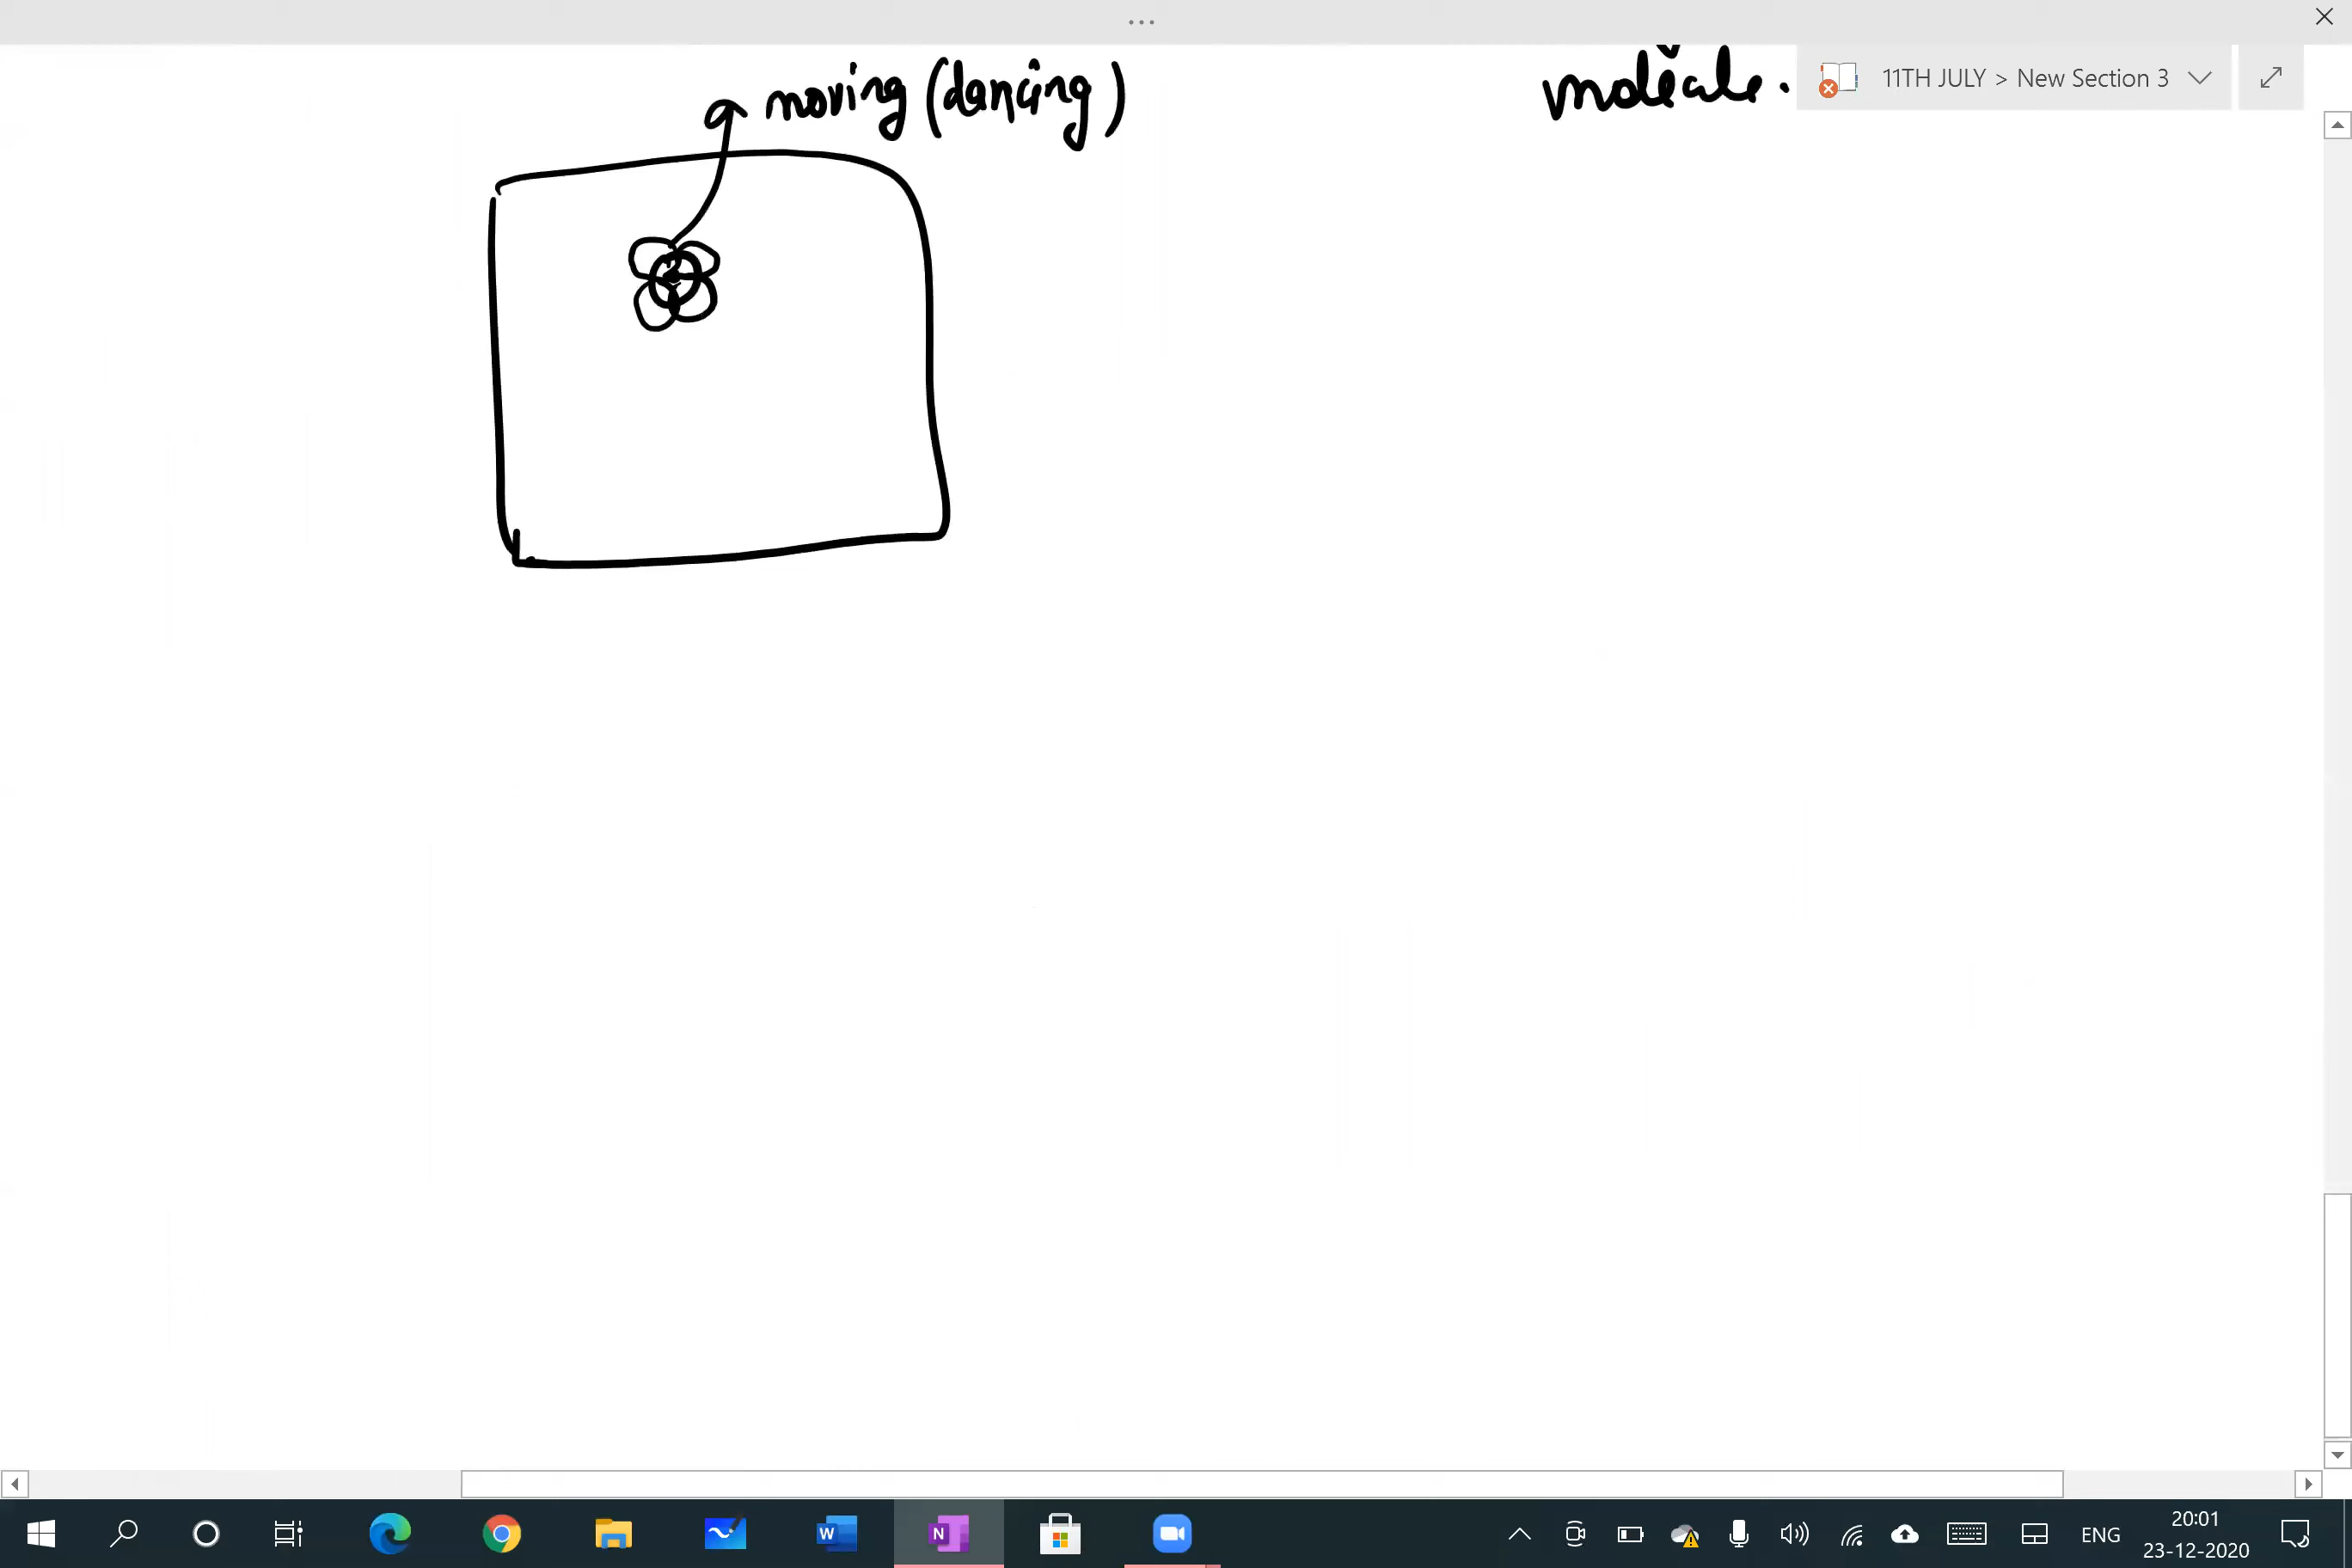 moving (dancing)
molecule.
11TH JULY > New Section 3
ENG
20:01
23-12-2020